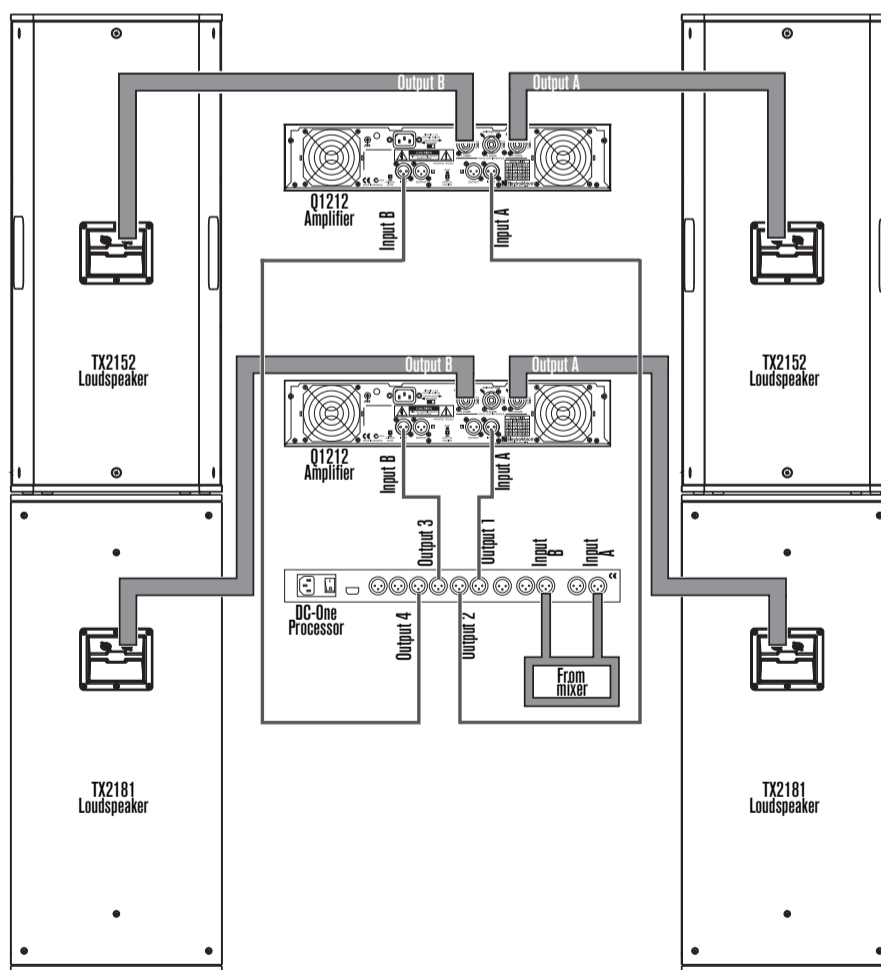 Output B
Output A
Q1212
Amplifier
Input B
Input A
TX2152
Loudspeaker
TX2152
Loudspeaker
Output B
Output A
Q1212
Amplifier
Input B
Input A
Output 3
Output 1
Input
B
Input
A
DC-One
Processor
Output 4
Output 2
From
mixer
TX2181
Loudspeaker
TX2181
Loudspeaker